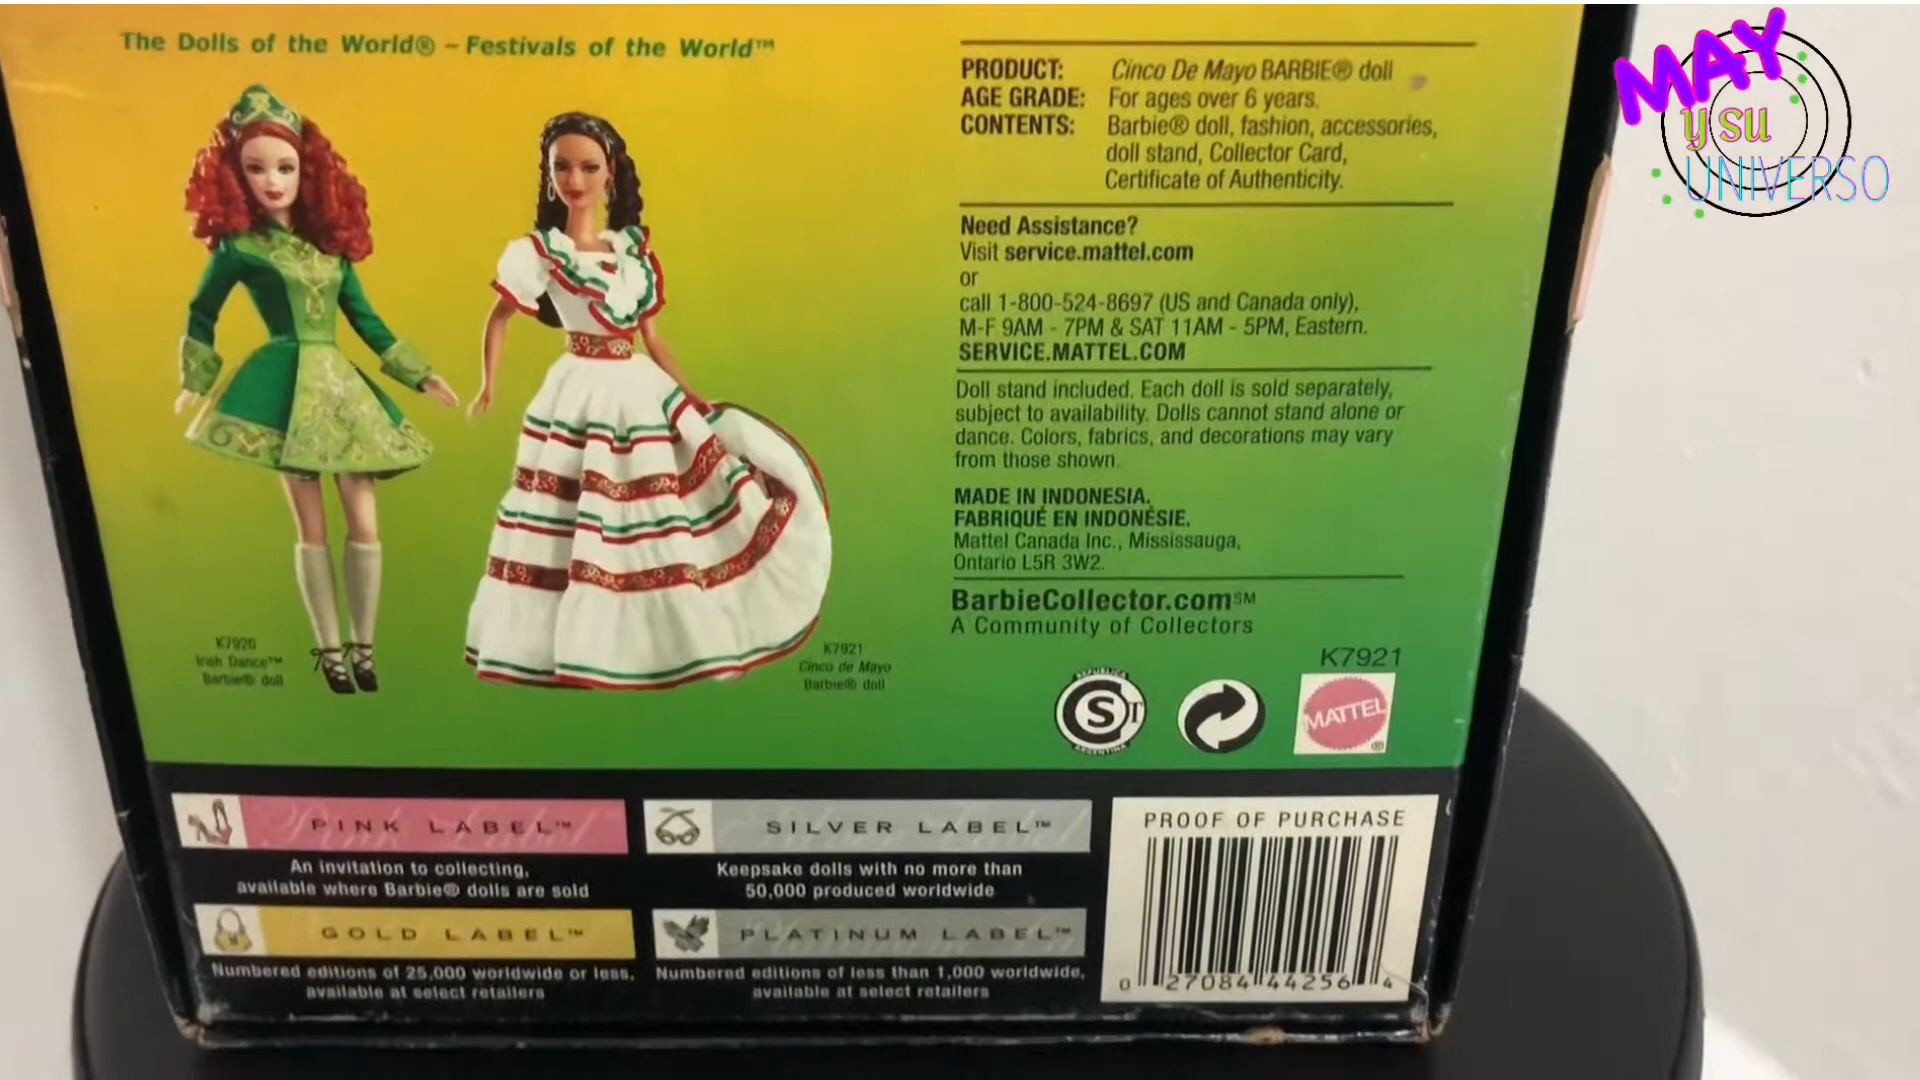 The Dolls of the World® – Festivals of the World™
K7920
Irish Dance™
Barbie® doll
K7921
Cinco de Mayo
Barbie® doll
PRODUCT: Cinco De Mayo BARBIE® doll
AGE GRADE: For ages over 6 years.
CONTENTS: Barbie® doll, fashion, accessories,
doll stand, Collector Card,
Certificate of Authenticity.
Need Assistance?
Visit service.mattel.com
or
call 1-800-524-8697 (US and Canada only),
M-F 9AM - 7PM & SAT 11AM - 5PM, Eastern.
SERVICE.MATTEL.COM
Doll stand included. Each doll is sold separately,
subject to availability. Dolls cannot stand alone or
dance. Colors, fabrics, and decorations may vary
from those shown.
MADE IN INDONESIA.
FABRIQUÉ EN INDONÉSIE.
Mattel Canada Inc., Mississauga,
Ontario L5R 3W2.
BarbieCollector.com℠
A Community of Collectors
K7921
REPUBLICA
CST
ARGENTINA
MATTEL®
PINK LABEL™
An invitation to collecting,
available where Barbie® dolls are sold
SILVER LABEL™
Keepsake dolls with no more than
50,000 produced worldwide
GOLD LABEL™
Numbered editions of 25,000 worldwide or less,
available at select retailers
PLATINUM LABEL™
Numbered editions of less than 1,000 worldwide,
available at select retailers
PROOF OF PURCHASE
0 27084 44256 4
MAY
y su
UNIVERSO